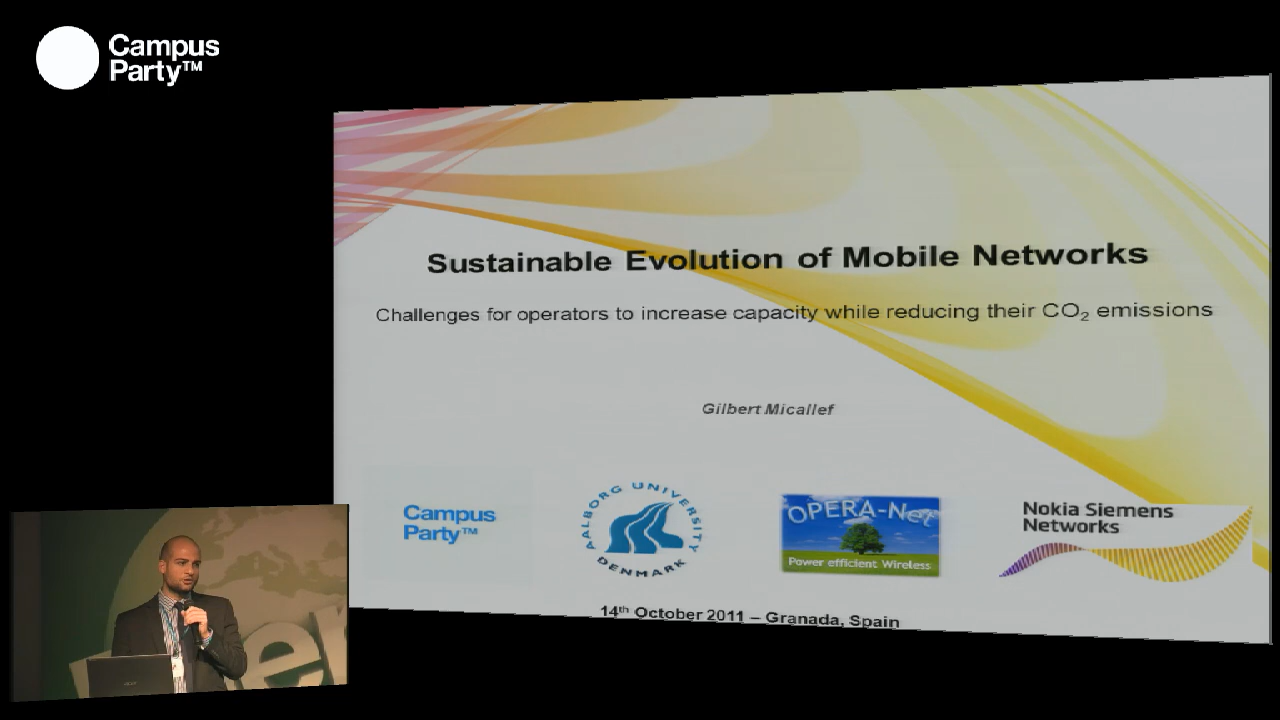 Campus
Party™
Sustainable Evolution of Mobile Networks
Challenges for operators to increase capacity while reducing their CO₂ emissions
Gilbert Micallef
Campus
Party™
AALBORG UNIVERSITY
DENMARK
OPERA-Net
Power efficient Wireless
Nokia Siemens
Networks
14th October 2011 – Granada, Spain